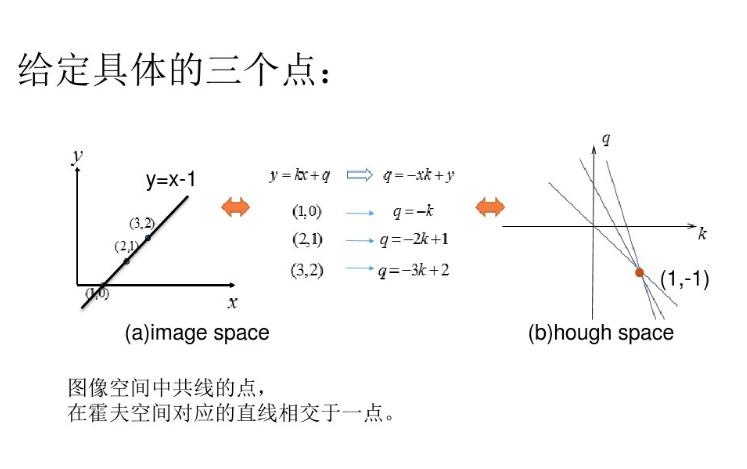 给定具体的三个点：
y
y=x-1
(3,2)
(2,1)
(1,0)
x
(a)image space
y = kx + q
q = −xk + y
(1,0)
q = −k
(2,1)
q = −2k + 1
(3,2)
q = −3k + 2
q
k
(1,-1)
(b)hough space
图像空间中共线的点，
在霍夫空间对应的直线相交于一点。